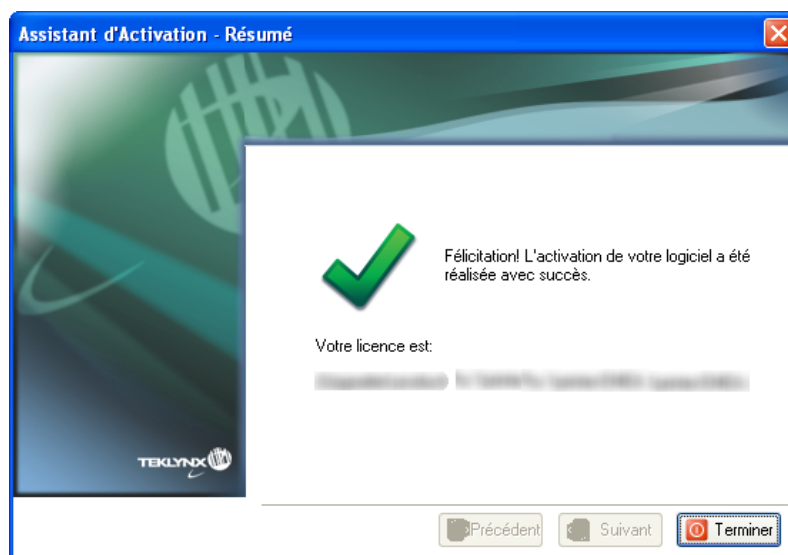 Assistant d'Activation - Résumé
Félicitation! L'activation de votre logiciel a été
réalisée avec succès.
Votre licence est:
TEKLYNX
Précédent
Suivant
Terminer